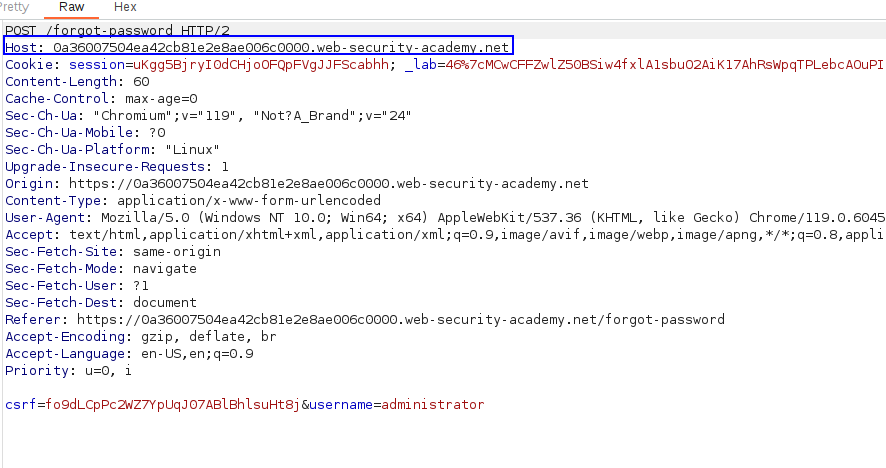 Pretty Raw Hex
POST /forgot-password HTTP/2
Host: 0a36007504ea42cb81e2e8ae006c0000.web-security-academy.net
Cookie: session=uKgg5BjryI0dCHjoOFQpFVgJJFScabhh; _lab=46%7cMCwCFFZwlZ50BSiw4fxlA1sbuO2AiK17AhRsWpqTPLebcAOuPI
Content-Length: 60
Cache-Control: max-age=0
Sec-Ch-Ua: "Chromium";v="119", "Not?A_Brand";v="24"
Sec-Ch-Ua-Mobile: ?0
Sec-Ch-Ua-Platform: "Linux"
Upgrade-Insecure-Requests: 1
Origin: https://0a36007504ea42cb81e2e8ae006c0000.web-security-academy.net
Content-Type: application/x-www-form-urlencoded
User-Agent: Mozilla/5.0 (Windows NT 10.0; Win64; x64) AppleWebKit/537.36 (KHTML, like Gecko) Chrome/119.0.6045
Accept: text/html,application/xhtml+xml,application/xml;q=0.9,image/avif,image/webp,image/apng,*/*;q=0.8,appli
Sec-Fetch-Site: same-origin
Sec-Fetch-Mode: navigate
Sec-Fetch-User: ?1
Sec-Fetch-Dest: document
Referer: https://0a36007504ea42cb81e2e8ae006c0000.web-security-academy.net/forgot-password
Accept-Encoding: gzip, deflate, br
Accept-Language: en-US,en;q=0.9
Priority: u=0, i
csrf=fo9dLCpPc2WZ7YpUqJ07ABlBhlsuHt8j&username=administrator